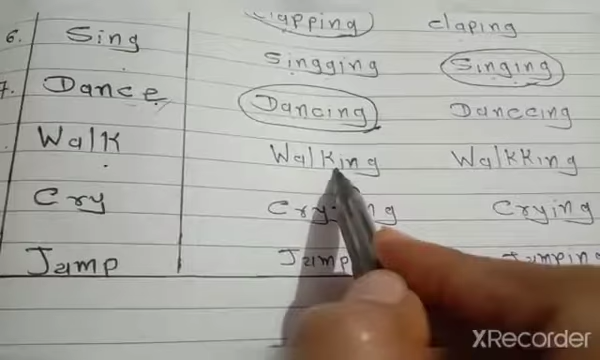 clapping claping
6. Sing Singging Singing
7. Dance Dancing Danceing
Walk Walking Walkking
Cry Crying
Jump
XRecorder